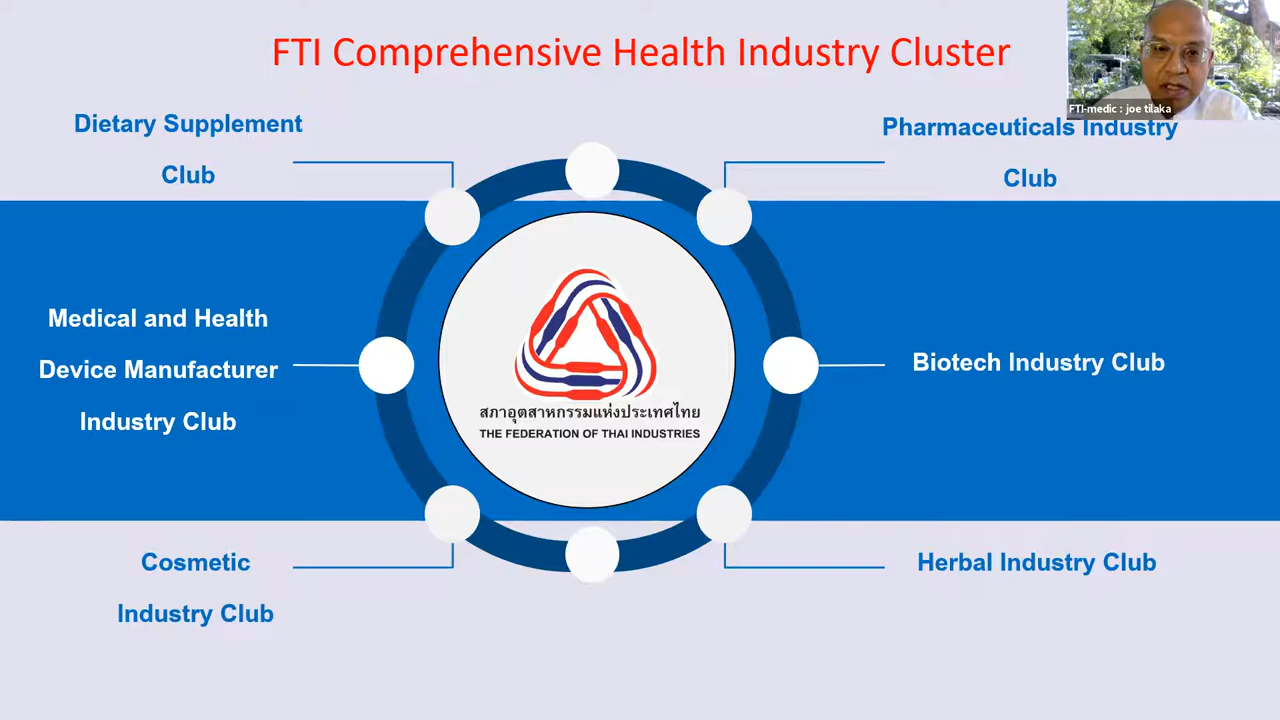 FTI Comprehensive Health Industry Cluster
FTI-medic : joe tilaka
Dietary Supplement
Club
Pharmaceuticals Industry
Club
Medical and Health
Device Manufacturer
Industry Club
Biotech Industry Club
สภาอุตสาหกรรมแห่งประเทศไทย
THE FEDERATION OF THAI INDUSTRIES
Cosmetic
Industry Club
Herbal Industry Club